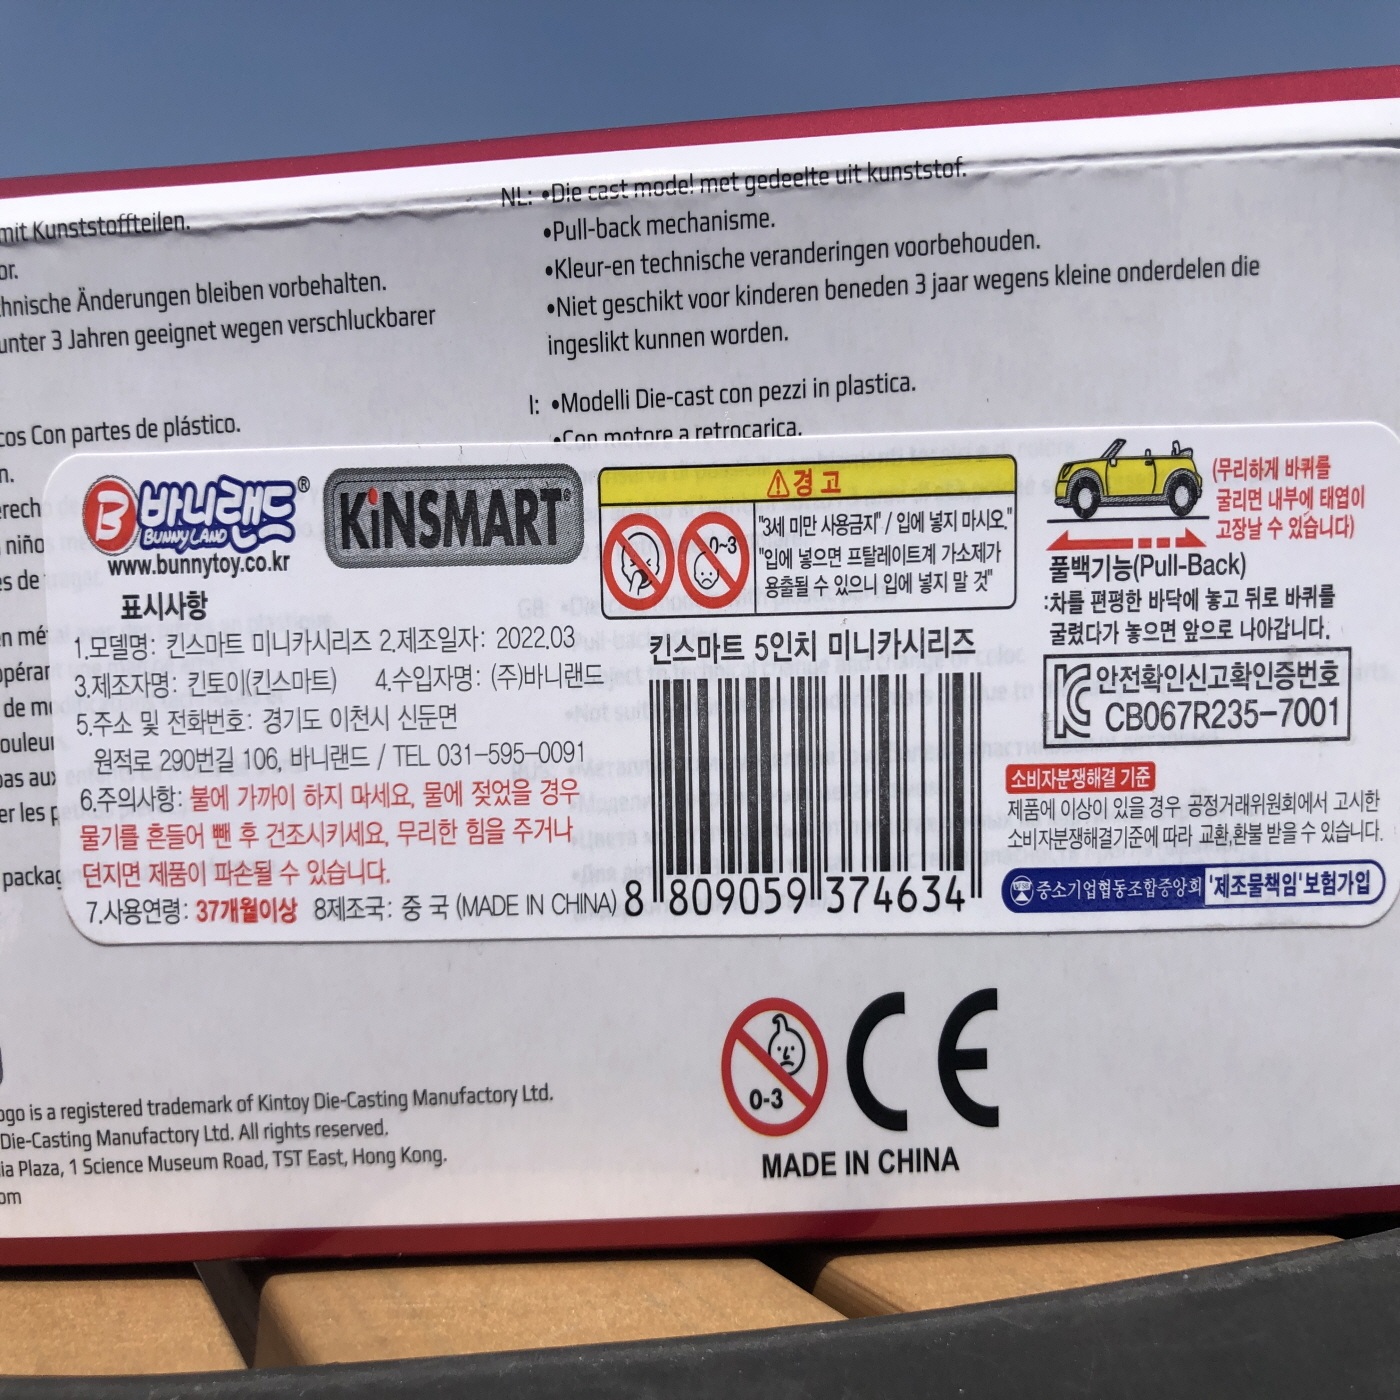 mit Kunststoffteilen.
or.
chnische Änderungen bleiben vorbehalten.
unter 3 Jahren geeignet wegen verschluckbarer
cos Con partes de plástico.
n.
erech
niño
es de
en mé
opérar
de mo
ouleur
pas aux
er les p
packag
NL: •Die cast model met gedeelte uit kunststof.
•Pull-back mechanisme.
•Kleur-en technische veranderingen voorbehouden.
•Niet geschikt voor kinderen beneden 3 jaar wegens kleine onderdelen die
ingeslikt kunnen worden.
I: •Modelli Die-cast con pezzi in plastica.
•Con motore a retrocarica.
B 바니랜드®
BUNNY LAND
www.bunnytoy.co.kr
KiNSMART®
표시사항
1.모델명: 킨스마트 미니카시리즈 2.제조일자: 2022.03
3.제조자명: 킨토이(킨스마트) 4.수입자명: (주)바니랜드
5.주소 및 전화번호: 경기도 이천시 신둔면
원적로 290번길 106, 바니랜드 / TEL 031-595-0091
6.주의사항: 불에 가까이 하지 마세요, 물에 젖었을 경우
물기를 흔들어 뺀 후 건조시키세요, 무리한 힘을 주거나
던지면 제품이 파손될 수 있습니다.
7.사용연령: 37개월이상 8제조국: 중 국 (MADE IN CHINA)
⚠경 고
0~3
"3세 미만 사용금지" / 입에 넣지 마시오."
"입에 넣으면 프탈레이트계 가소제가
용출될 수 있으니 입에 넣지 말 것"
킨스마트 5인치 미니카시리즈
8 809059 374634
(무리하게 바퀴를
굴리면 내부에 태엽이
고장날 수 있습니다)
풀백기능(Pull-Back)
:차를 편평한 바닥에 놓고 뒤로 바퀴를
굴렸다가 놓으면 앞으로 나아갑니다.
안전확인신고확인증번호
CB067R235-7001
소비자분쟁해결 기준
제품에 이상이 있을 경우 공정거래위원회에서 고시한
소비자분쟁해결기준에 따라 교환,환불 받을 수 있습니다.
중소기업협동조합중앙회 '제조물책임'보험가입
0-3
CE
MADE IN CHINA
ogo is a registered trademark of Kintoy Die-Casting Manufactory Ltd.
Die-Casting Manufactory Ltd. All rights reserved.
ia Plaza, 1 Science Museum Road, TST East, Hong Kong.
om